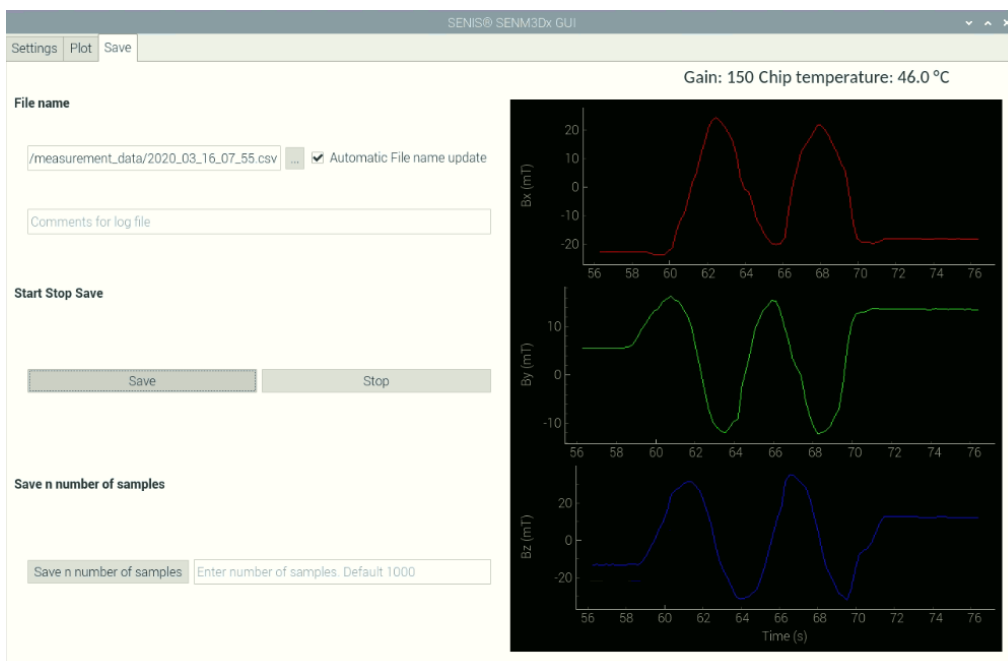 SENIS® SENM3Dx GUI
Settings Plot Save
Gain: 150 Chip temperature: 46.0 °C
File name
/measurement_data/2020_03_16_07_55.csv ... Automatic File name update
Comments for log file
Start Stop Save
Save Stop
Save n number of samples
Save n number of samples Enter number of samples. Default 1000
Bx (mT)
20
10
0
-10
-20
56 58 60 62 64 66 68 70 72 74 76
By (mT)
10
0
-10
56 58 60 62 64 66 68 70 72 74 76
Bz (mT)
20
0
-20
56 58 60 62 64 66 68 70 72 74 76
Time (s)